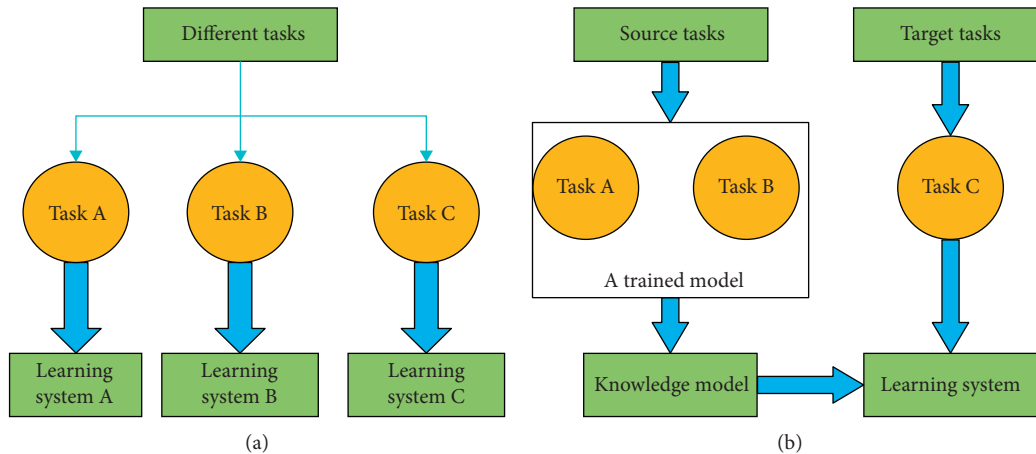 Different tasks
Task A
Task B
Task C
Learning
system A
Learning
system B
Learning
system C
(a)
Source tasks
Target tasks
Task A
Task B
Task C
A trained model
Knowledge model
Learning system
(b)